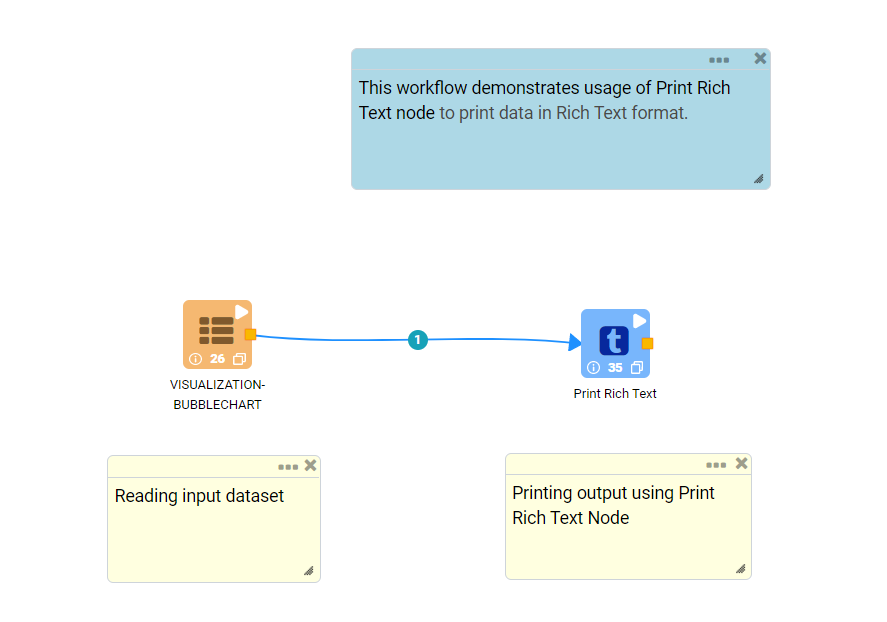 This workflow demonstrates usage of Print Rich
Text node to print data in Rich Text format.
1
26
VISUALIZATION-
BUBBLECHART
t
35
Print Rich Text
Reading input dataset
Printing output using Print
Rich Text Node